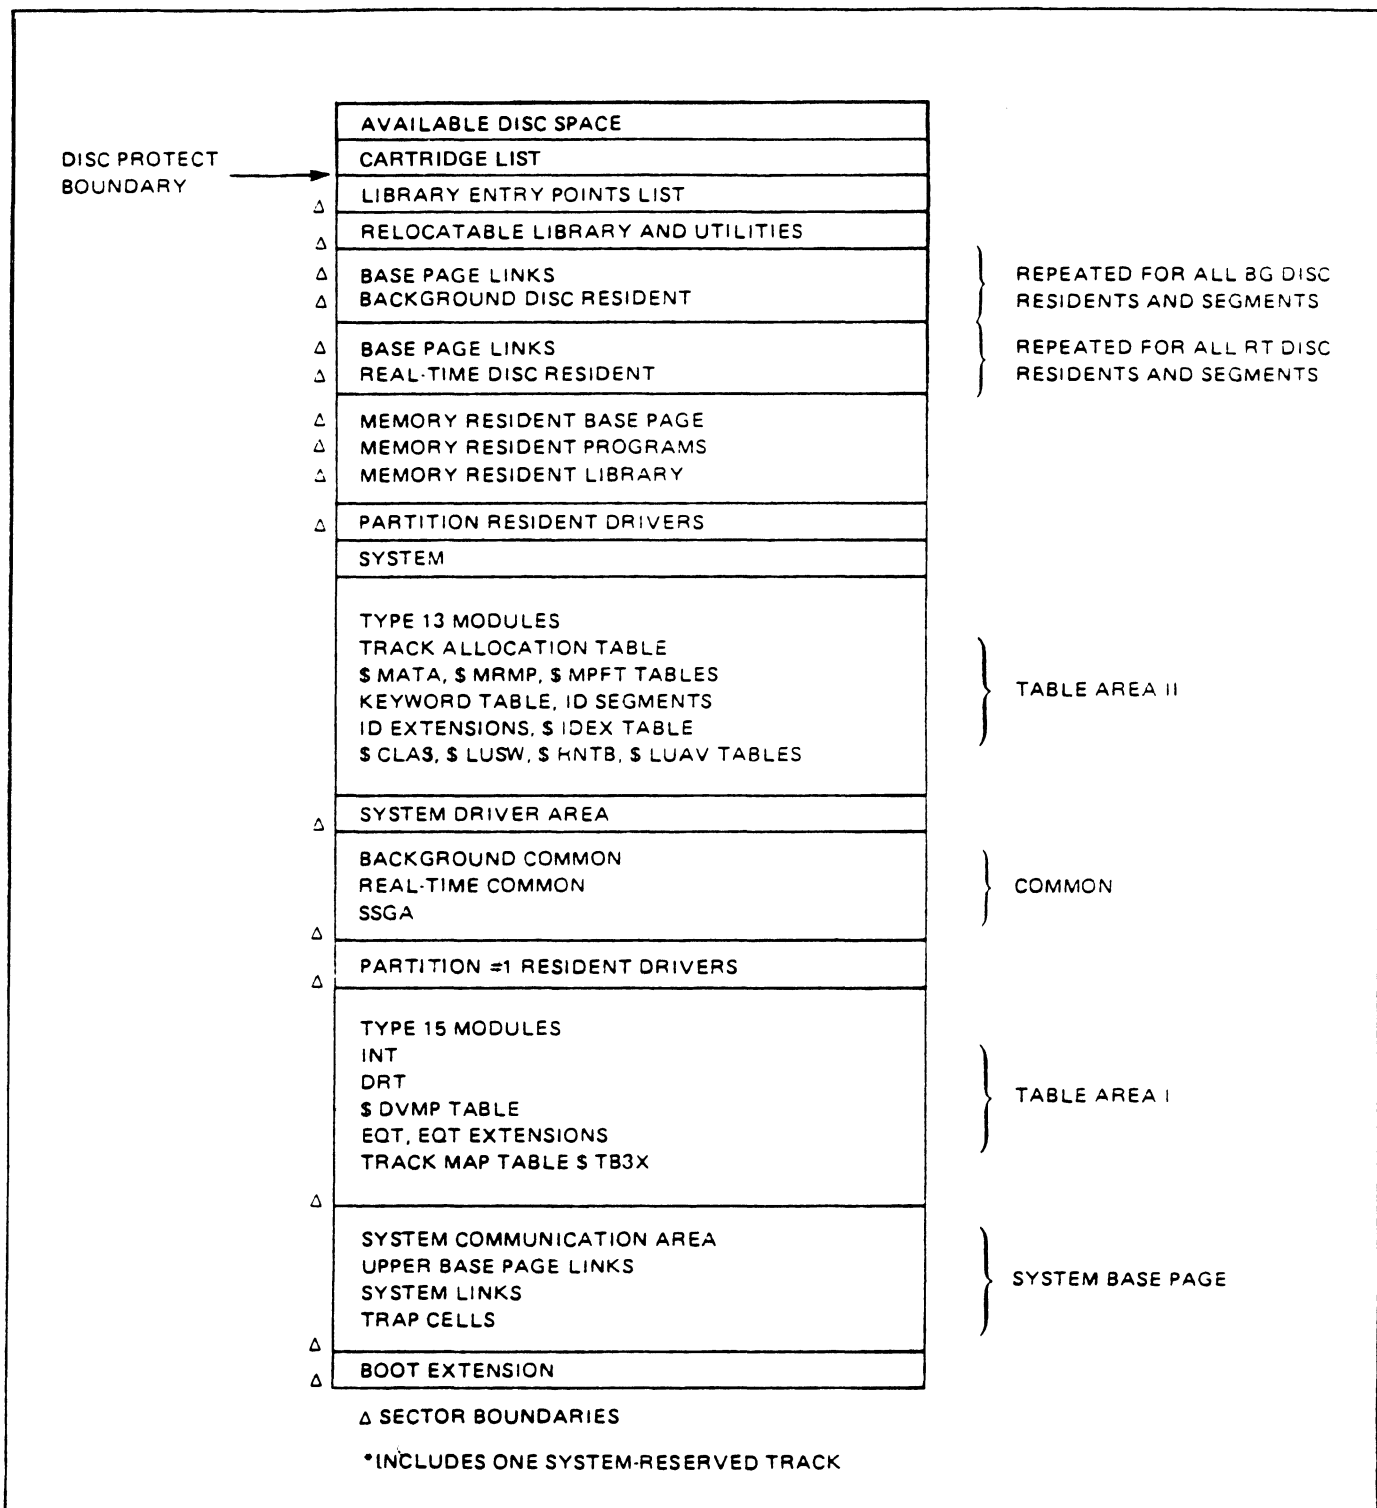 AVAILABLE DISC SPACE
DISC PROTECT
BOUNDARY
CARTRIDGE LIST
LIBRARY ENTRY POINTS LIST
Δ
RELOCATABLE LIBRARY AND UTILITIES
Δ
Δ BASE PAGE LINKS
Δ BACKGROUND DISC RESIDENT
REPEATED FOR ALL BG DISC
RESIDENTS AND SEGMENTS
Δ BASE PAGE LINKS
Δ REAL-TIME DISC RESIDENT
REPEATED FOR ALL RT DISC
RESIDENTS AND SEGMENTS
Δ MEMORY RESIDENT BASE PAGE
Δ MEMORY RESIDENT PROGRAMS
Δ MEMORY RESIDENT LIBRARY
Δ PARTITION RESIDENT DRIVERS
SYSTEM
TYPE 13 MODULES
TRACK ALLOCATION TABLE
$ MATA, $ MRMP, $ MPFT TABLES
KEYWORD TABLE, ID SEGMENTS
ID EXTENSIONS, $ IDEX TABLE
$ CLAS, $ LUSW, $ RNTB, $ LUAV TABLES
TABLE AREA II
Δ SYSTEM DRIVER AREA
BACKGROUND COMMON
REAL-TIME COMMON
SSGA
Δ
COMMON
PARTITION #1 RESIDENT DRIVERS
Δ
TYPE 15 MODULES
INT
DRT
$ DVMP TABLE
EQT, EQT EXTENSIONS
TRACK MAP TABLE $ TB3X
Δ
TABLE AREA I
SYSTEM COMMUNICATION AREA
UPPER BASE PAGE LINKS
SYSTEM LINKS
TRAP CELLS
Δ
SYSTEM BASE PAGE
BOOT EXTENSION
Δ
Δ SECTOR BOUNDARIES
*INCLUDES ONE SYSTEM-RESERVED TRACK